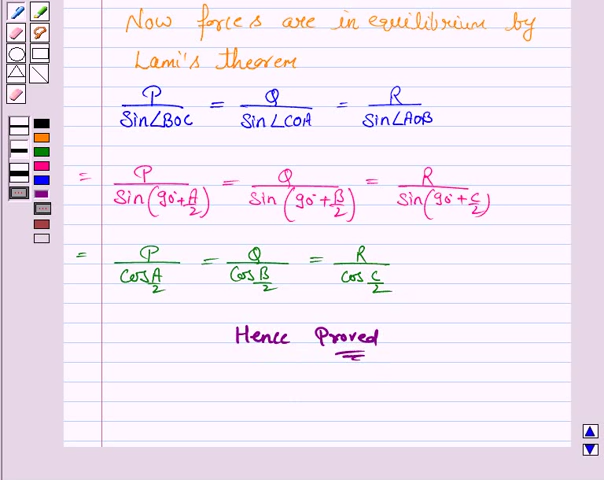 Now forces are in equilibrium by
Lami's theorem
P/Sin∠BOC = Q/Sin∠COA = R/Sin∠AOB
= P/Sin(90°+A/2) = Q/Sin(90°+B/2) = R/Sin(90°+C/2)
= P/Cos A/2 = Q/Cos B/2 = R/Cos C/2
Hence Proved